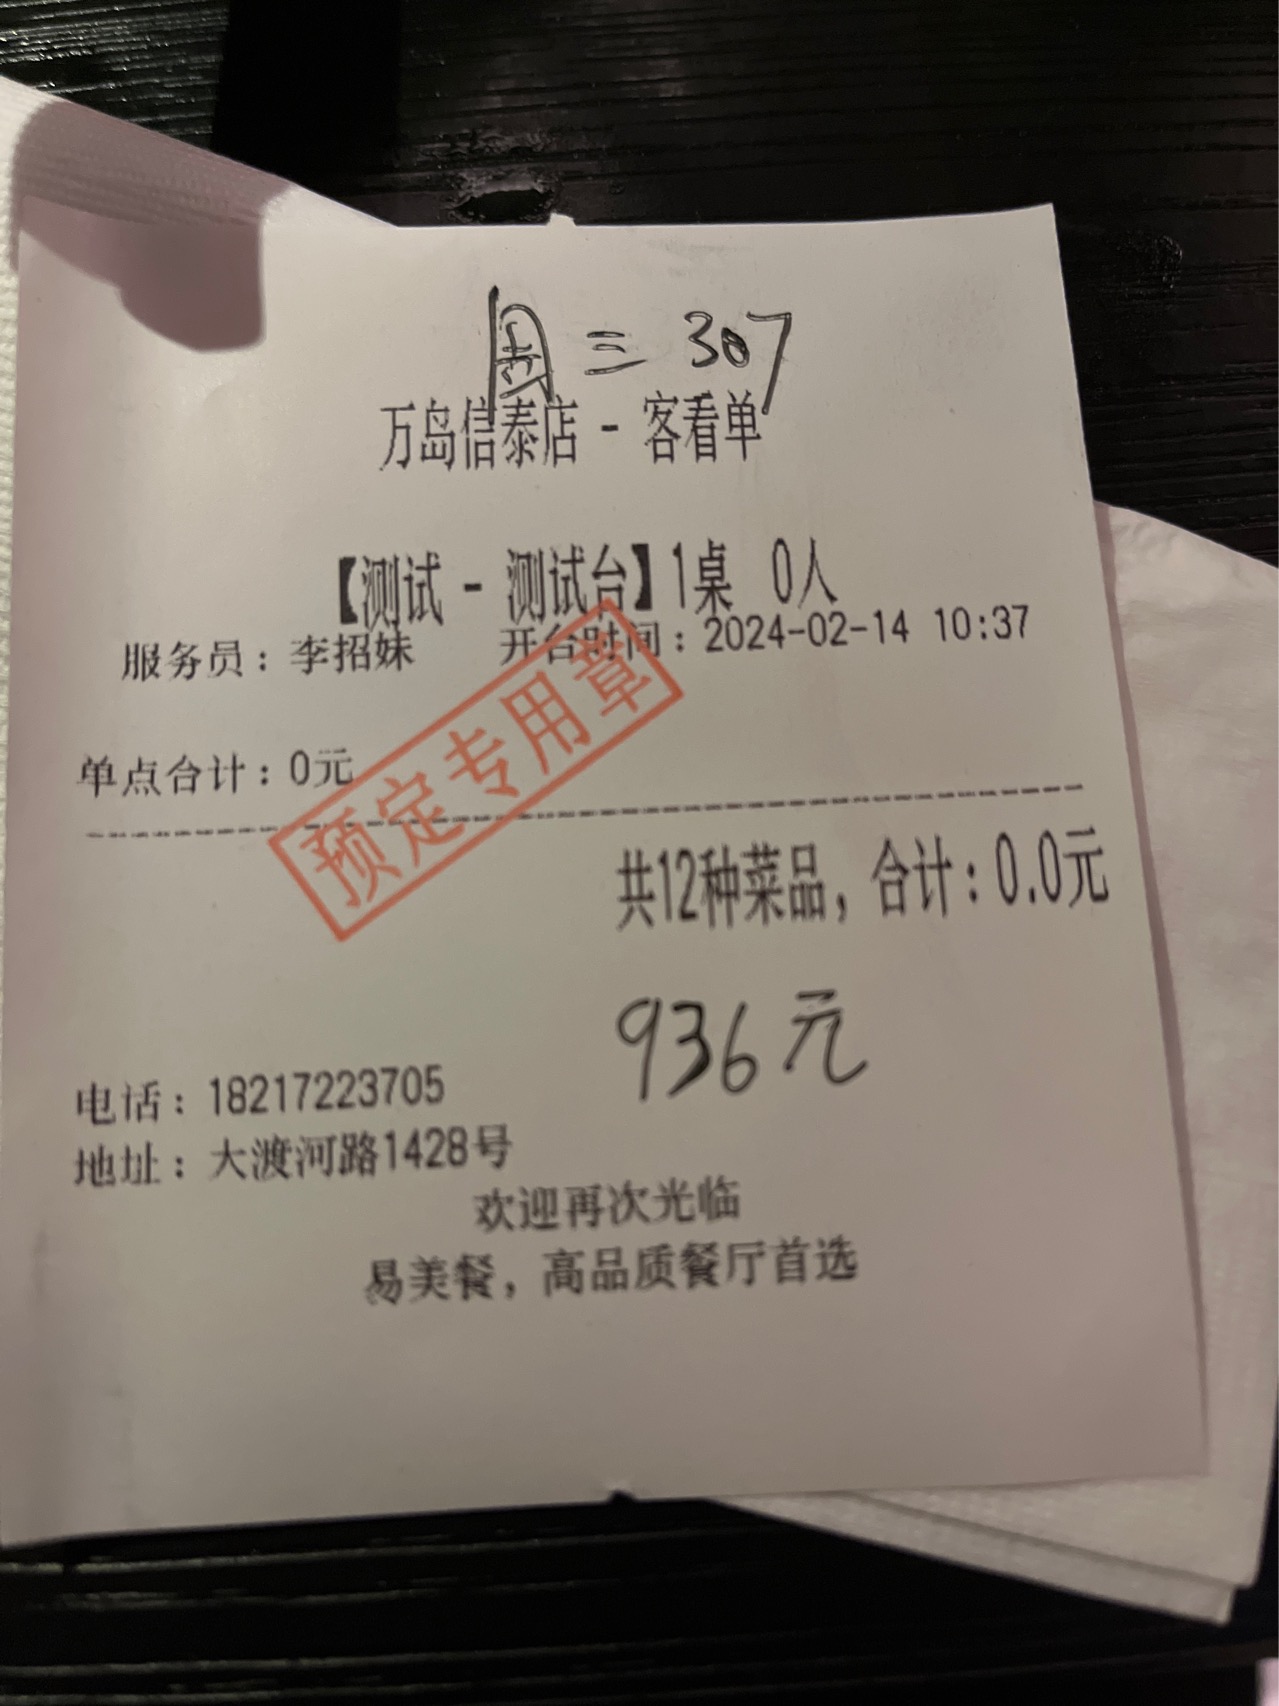 周三 307
万岛信泰店 - 客看单
【测试 - 测试台】1桌 0人
服务员：李招妹 开台时间：2024-02-14 10:37
单点合计：0元
预定专用章
共12种菜品，合计：0.0元
936元
电话：18217223705
地址：大渡河路1428号
欢迎再次光临
易美餐，高品质餐厅首选